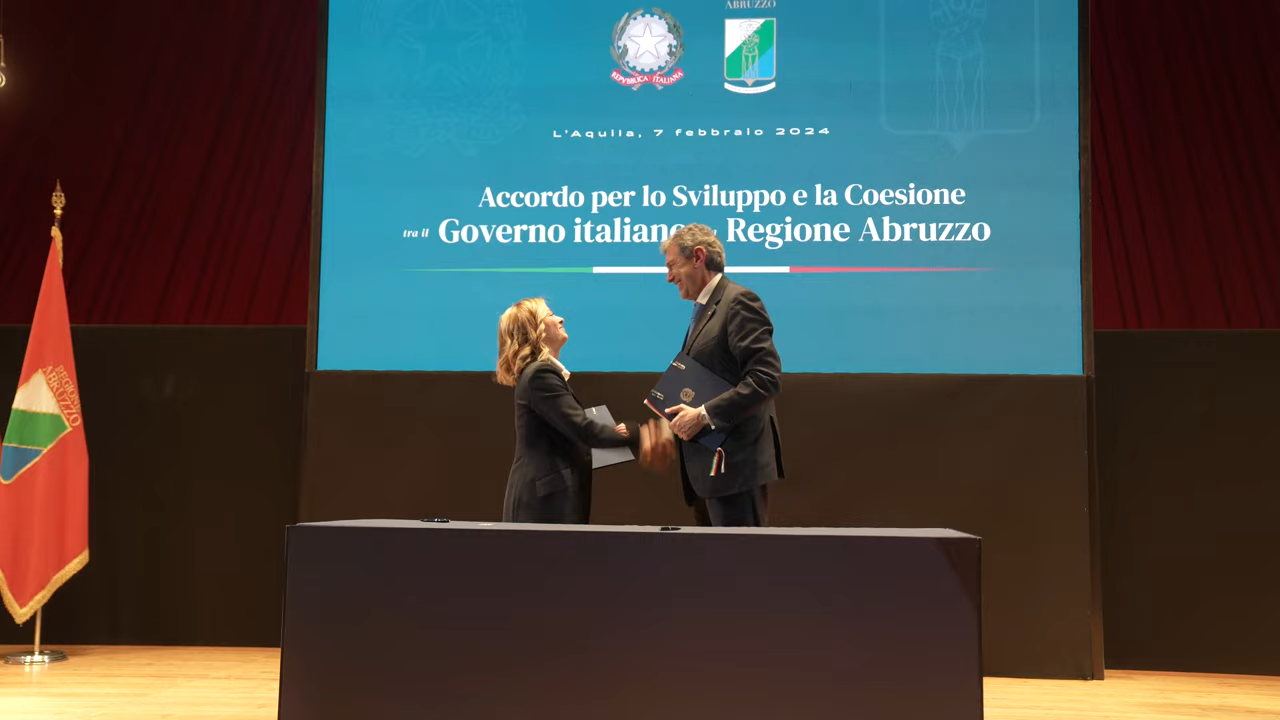 ABRUZZO
REPVBBLICA ITALIANA
L'Aquila, 7 febbraio 2024
Accordo per lo Sviluppo e la Coesione
tra il Governo italiano Regione Abruzzo
REGIONE
ABRUZZO